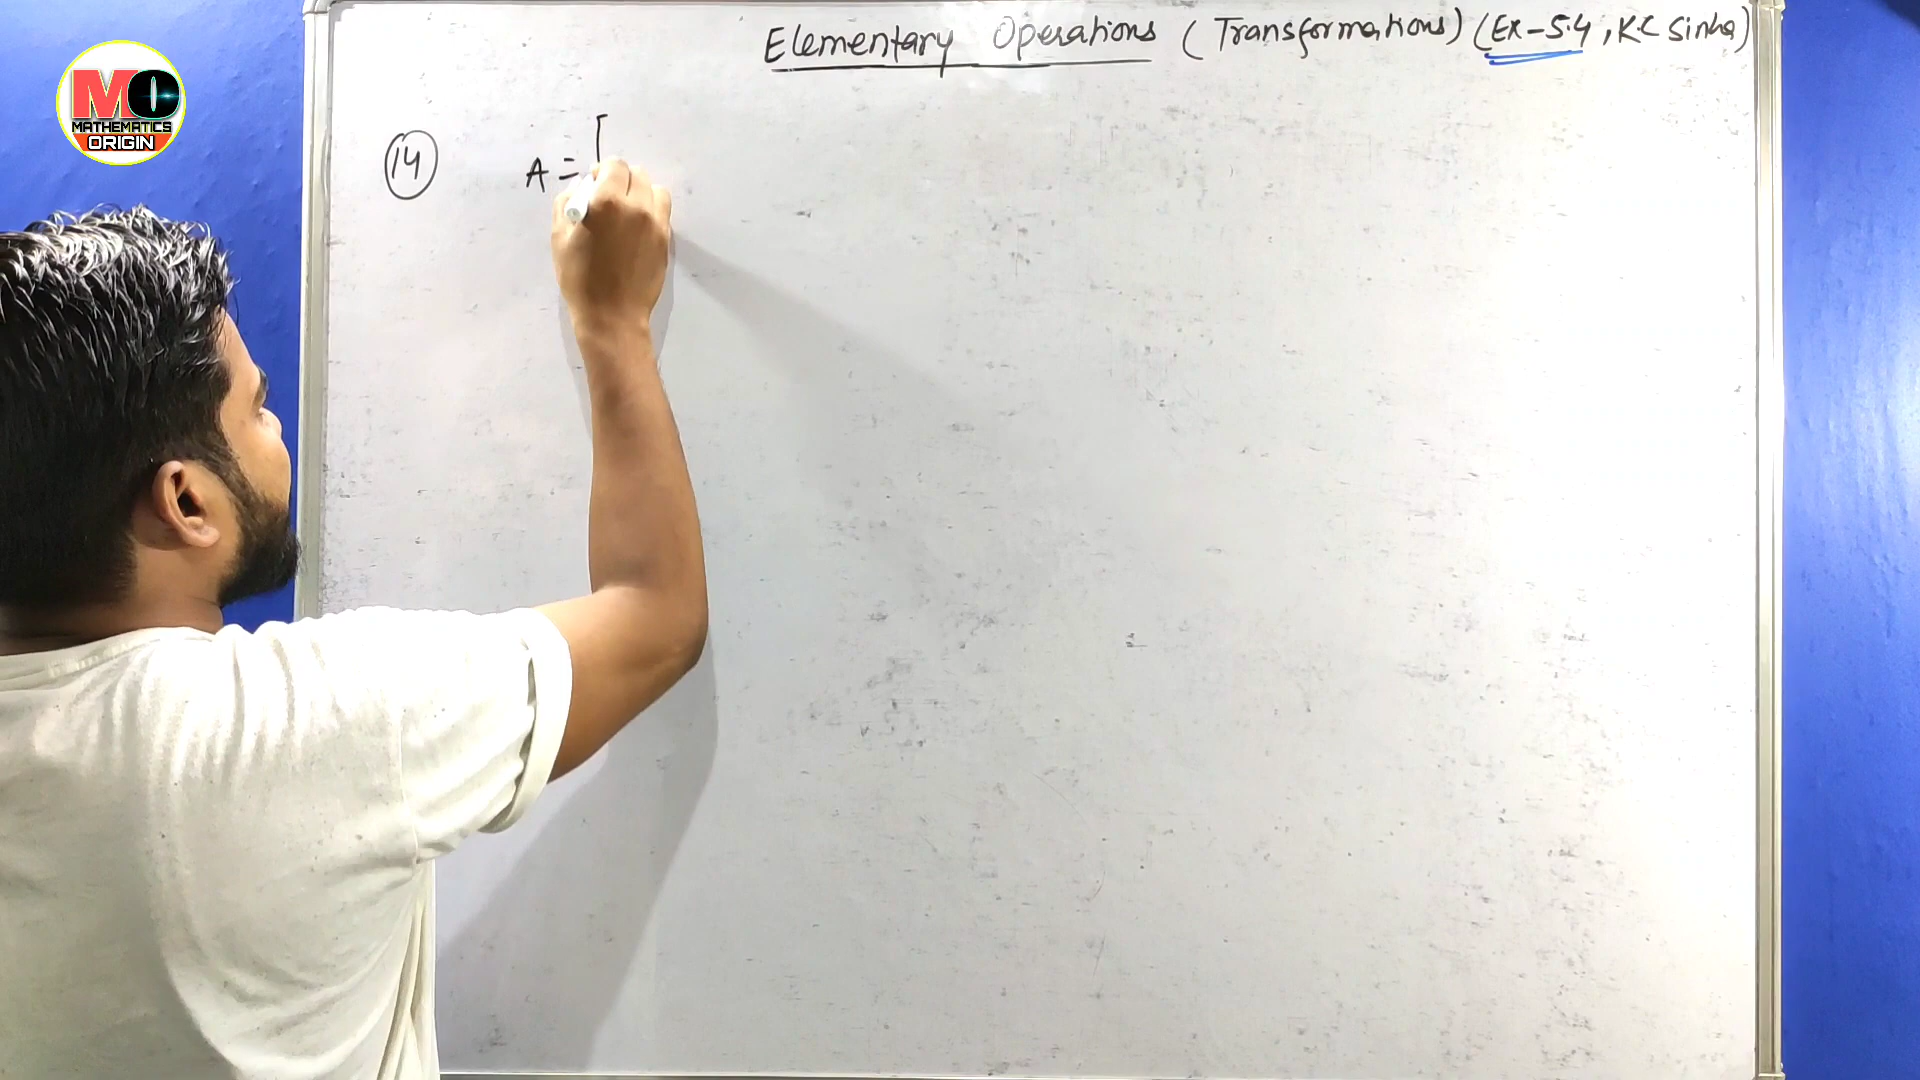 Elementary Operations (Transformations) (Ex-5.4, K.C Sinha)
MO
MATHEMATICS
ORIGIN
14 A = [